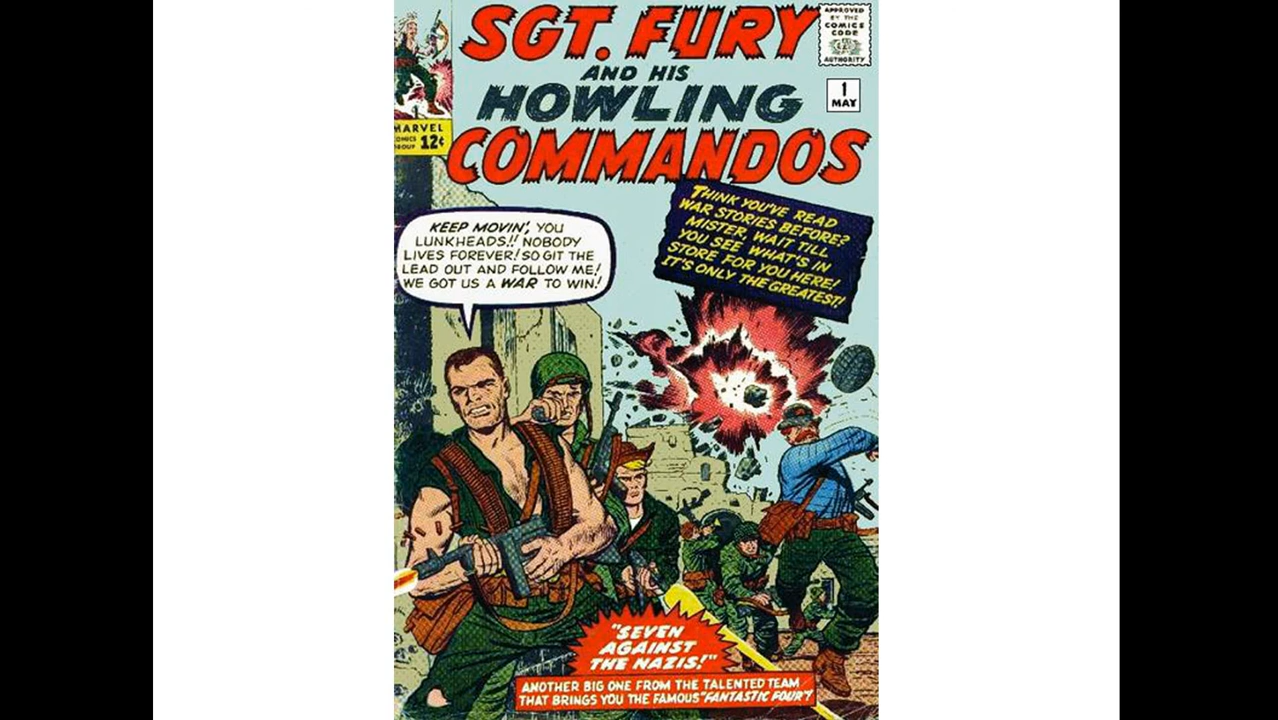 SGT. FURY
AND HIS
HOWLING
COMMANDOS
APPROVED
BY THE
COMICS
CODE
AUTHORITY
1
MAY
MARVEL
COMICS
GROUP 12¢
THINK YOU'VE READ
WAR STORIES BEFORE?
MISTER, WAIT TILL
YOU SEE WHAT'S IN
STORE FOR YOU HERE!
IT'S ONLY THE GREATEST!
KEEP MOVIN', YOU
LUNKHEADS!! NOBODY
LIVES FOREVER! SO GIT THE
LEAD OUT AND FOLLOW ME!
WE GOT US A WAR TO WIN!
"SEVEN
AGAINST
THE NAZIS!"
ANOTHER BIG ONE FROM THE TALENTED TEAM
THAT BRINGS YOU THE FAMOUS "FANTASTIC FOUR"!